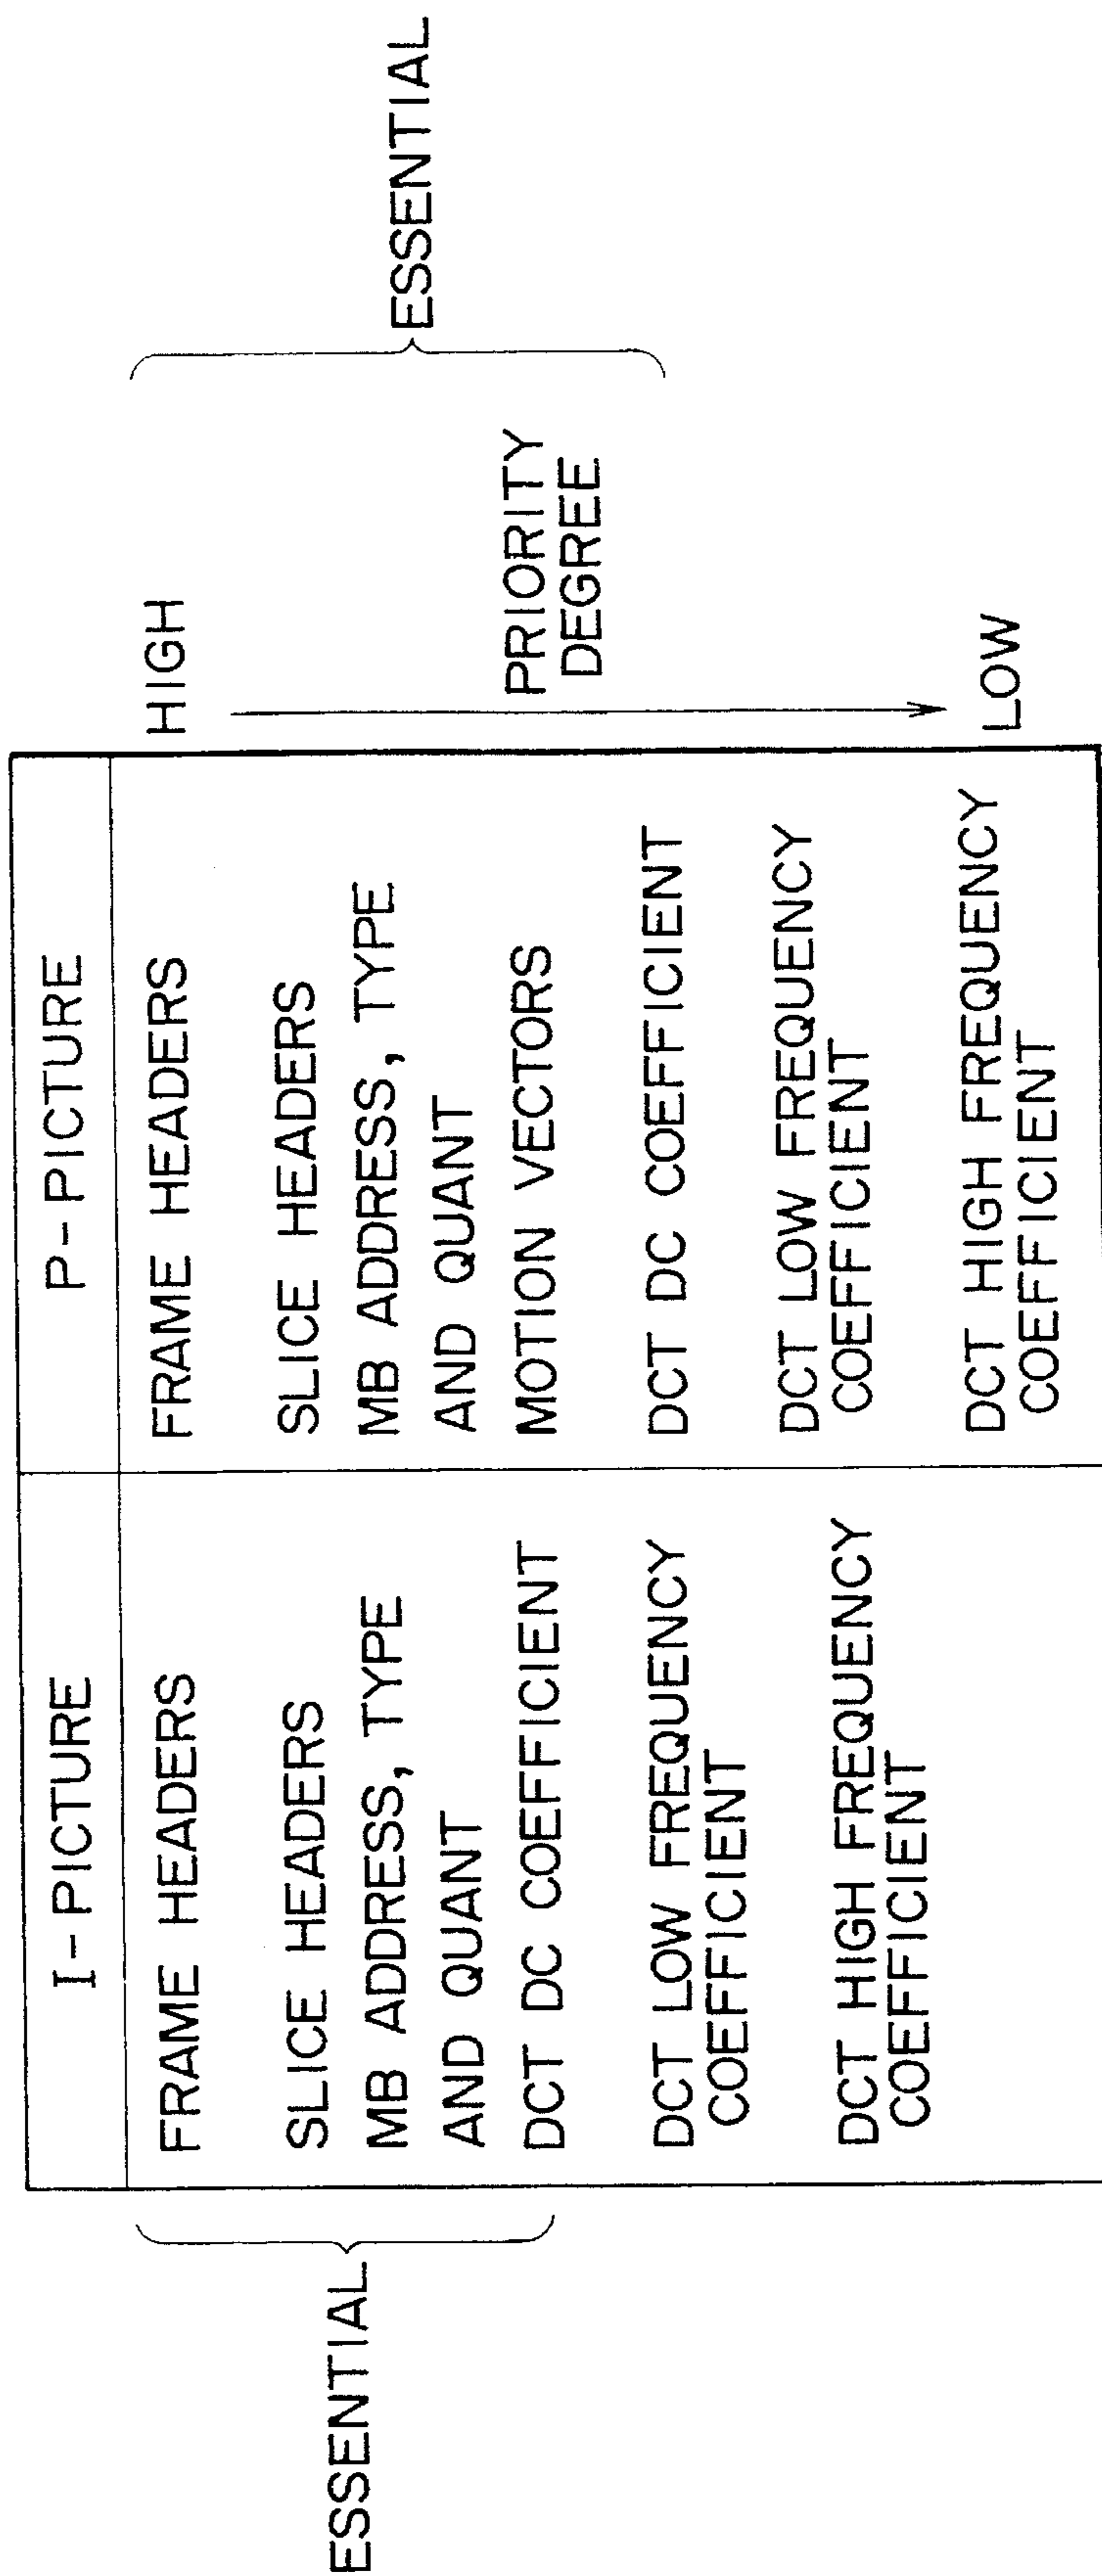 I-PICTURE
P-PICTURE
ESSENTIAL
FRAME HEADERS
SLICE HEADERS
MB ADDRESS, TYPE
AND QUANT
DCT DC COEFFICIENT
DCT LOW FREQUENCY
COEFFICIENT
DCT HIGH FREQUENCY
COEFFICIENT
FRAME HEADERS
SLICE HEADERS
MB ADDRESS, TYPE
AND QUANT
MOTION VECTORS
DCT DC COEFFICIENT
DCT LOW FREQUENCY
COEFFICIENT
DCT HIGH FREQUENCY
COEFFICIENT
HIGH
PRIORITY
DEGREE
LOW
ESSENTIAL